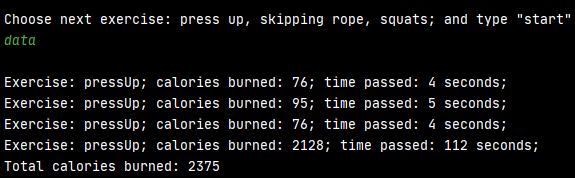 Choose next exercise: press up, skipping rope, squats; and type "start"
data
Exercise: pressUp; calories burned: 76; time passed: 4 seconds;
Exercise: pressUp; calories burned: 95; time passed: 5 seconds;
Exercise: pressUp; calories burned: 76; time passed: 4 seconds;
Exercise: pressUp; calories burned: 2128; time passed: 112 seconds;
Total calories burned: 2375